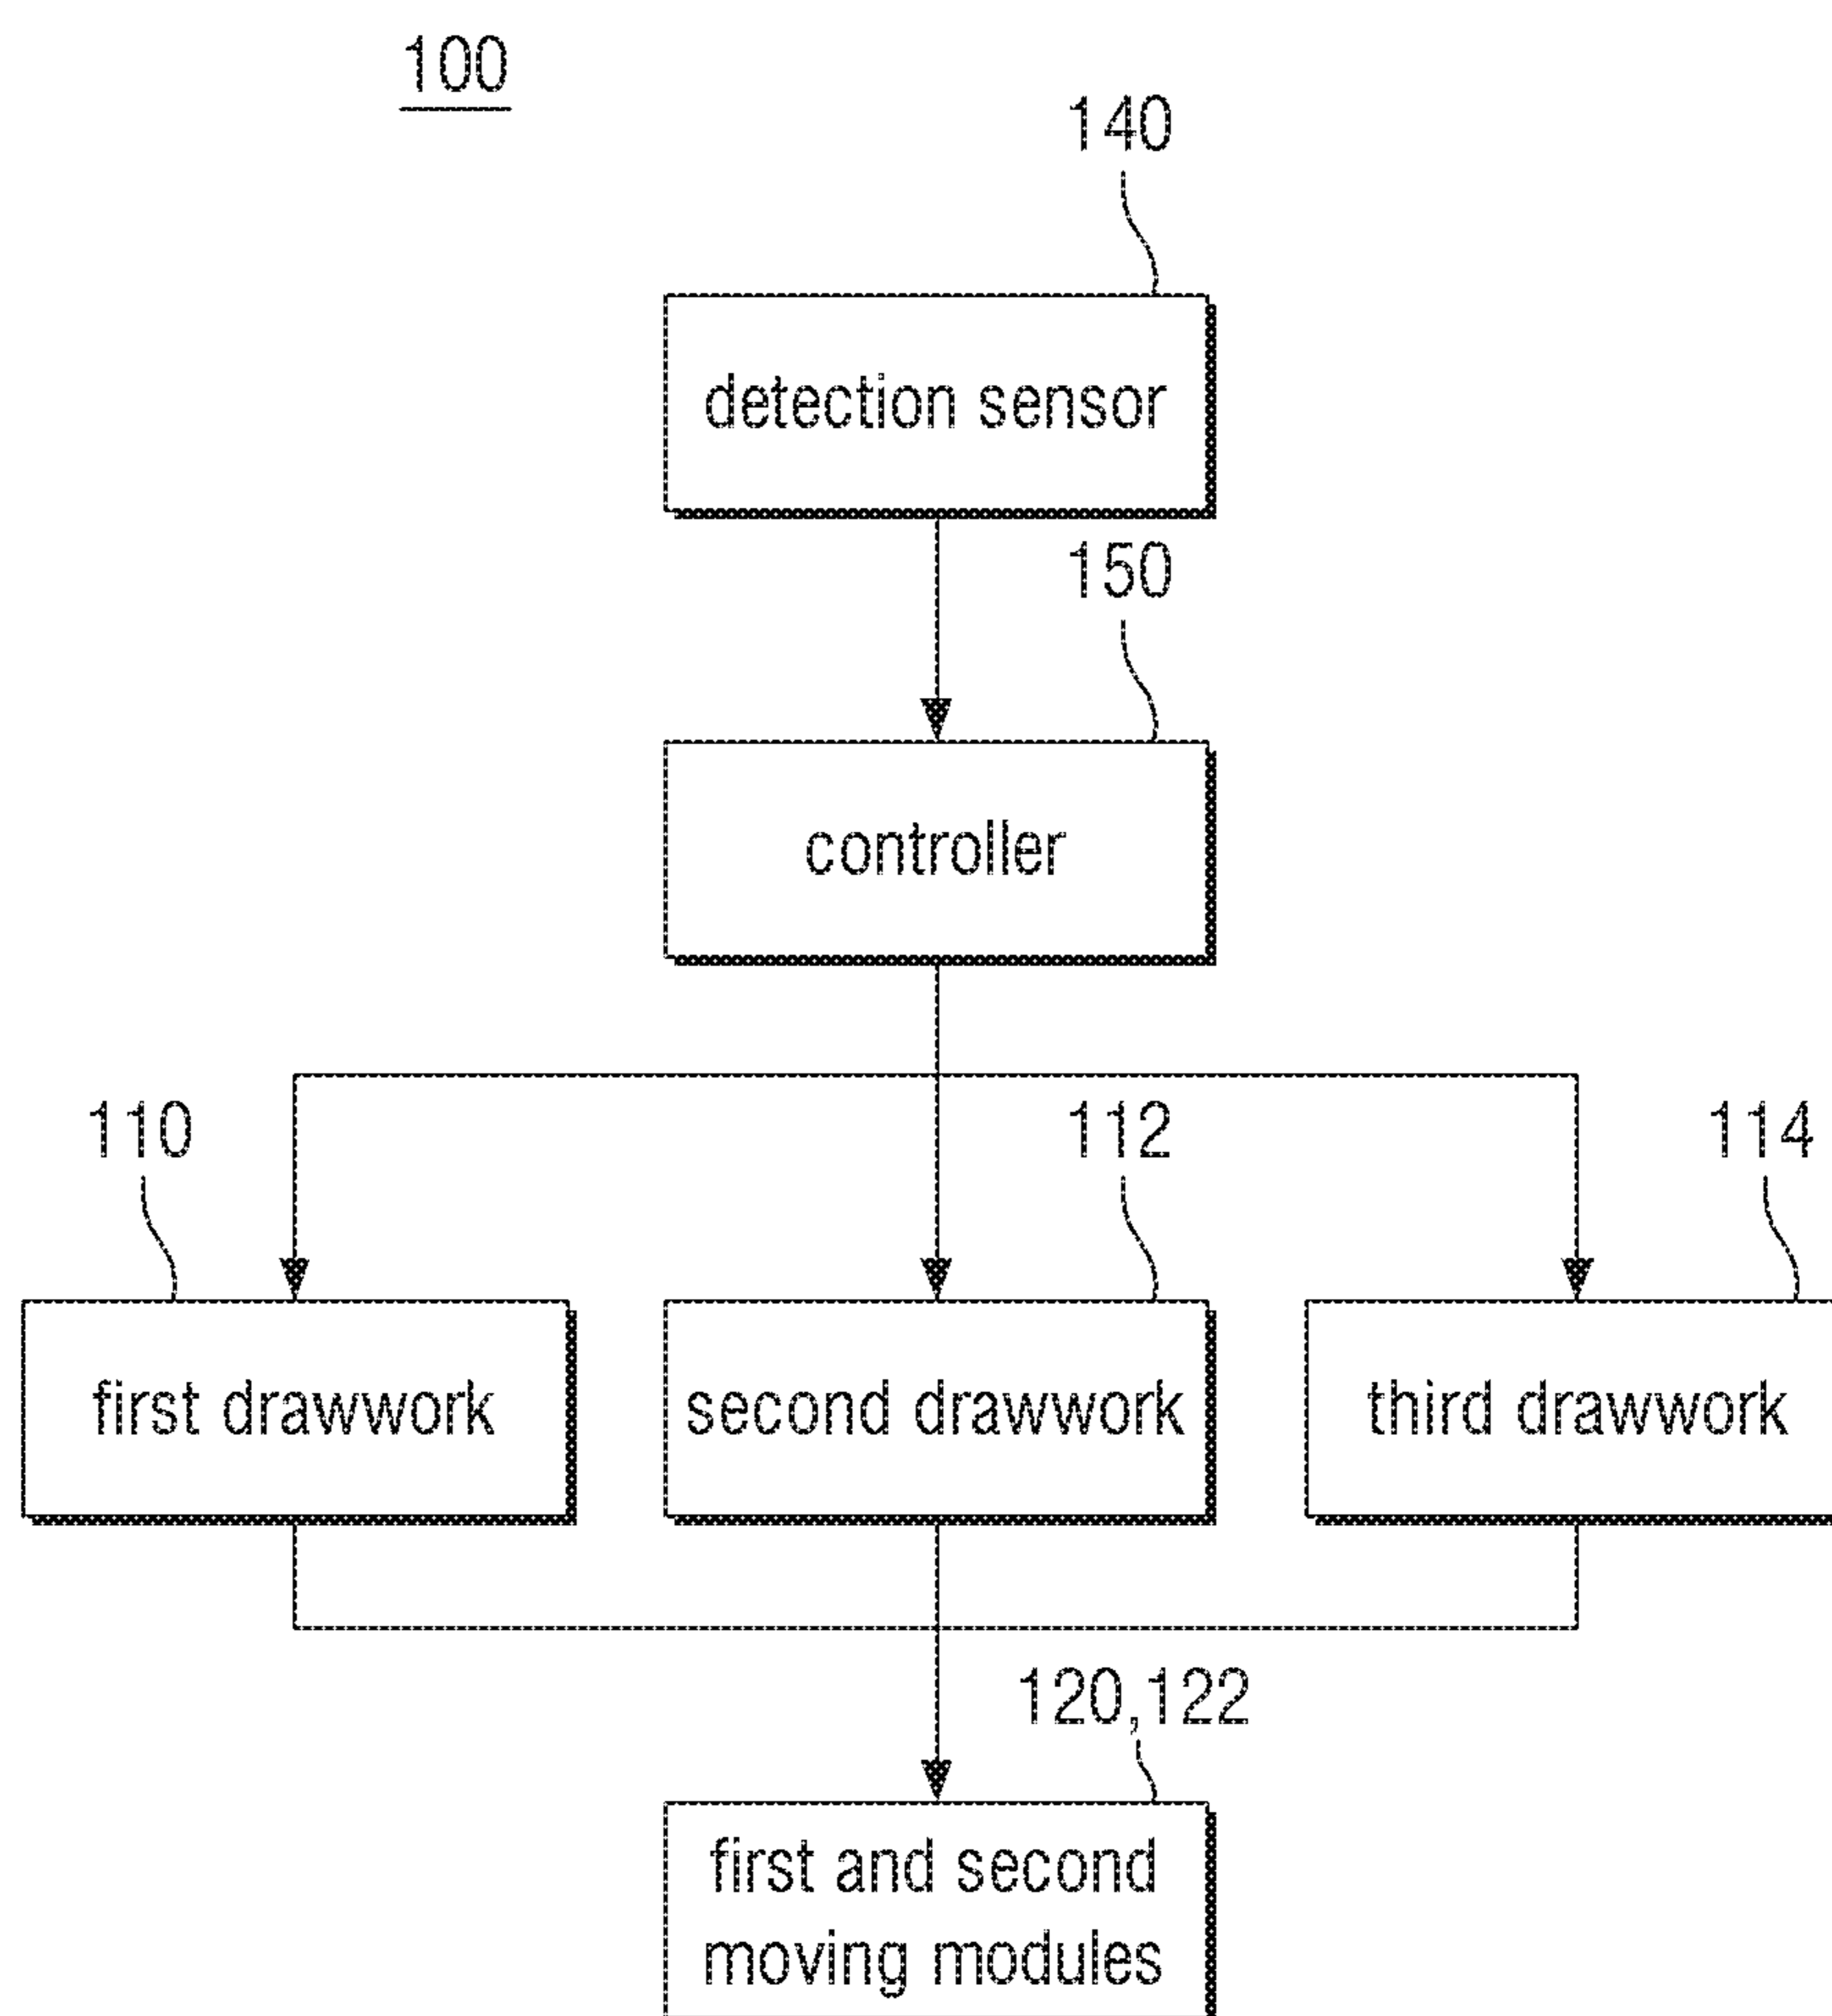 100
140
detection sensor
150
controller
110
112
114
first drawwork
second drawwork
third drawwork
120,122
first and second
moving modules